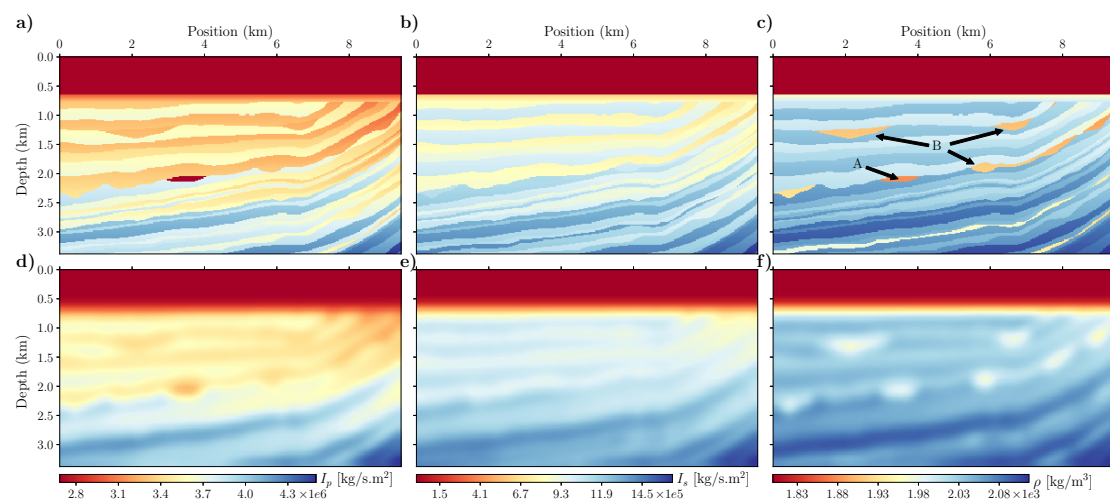 a) b) c)
Position (km) Position (km) Position (km)
0 2 4 6 8 0 2 4 6 8 0 2 4 6 8
0.0
0.5
1.0
1.5
2.0
2.5
3.0
Depth (km)
A B
d) e) f)
0.0
0.5
1.0
1.5
2.0
2.5
3.0
Depth (km)
I_p [kg/s.m²] I_s [kg/s.m²] ρ [kg/m³]
2.8 3.1 3.4 3.7 4.0 4.3 ×1e6 1.5 4.1 6.7 9.3 11.9 14.5 ×1e5 1.83 1.88 1.93 1.98 2.03 2.08 ×1e3